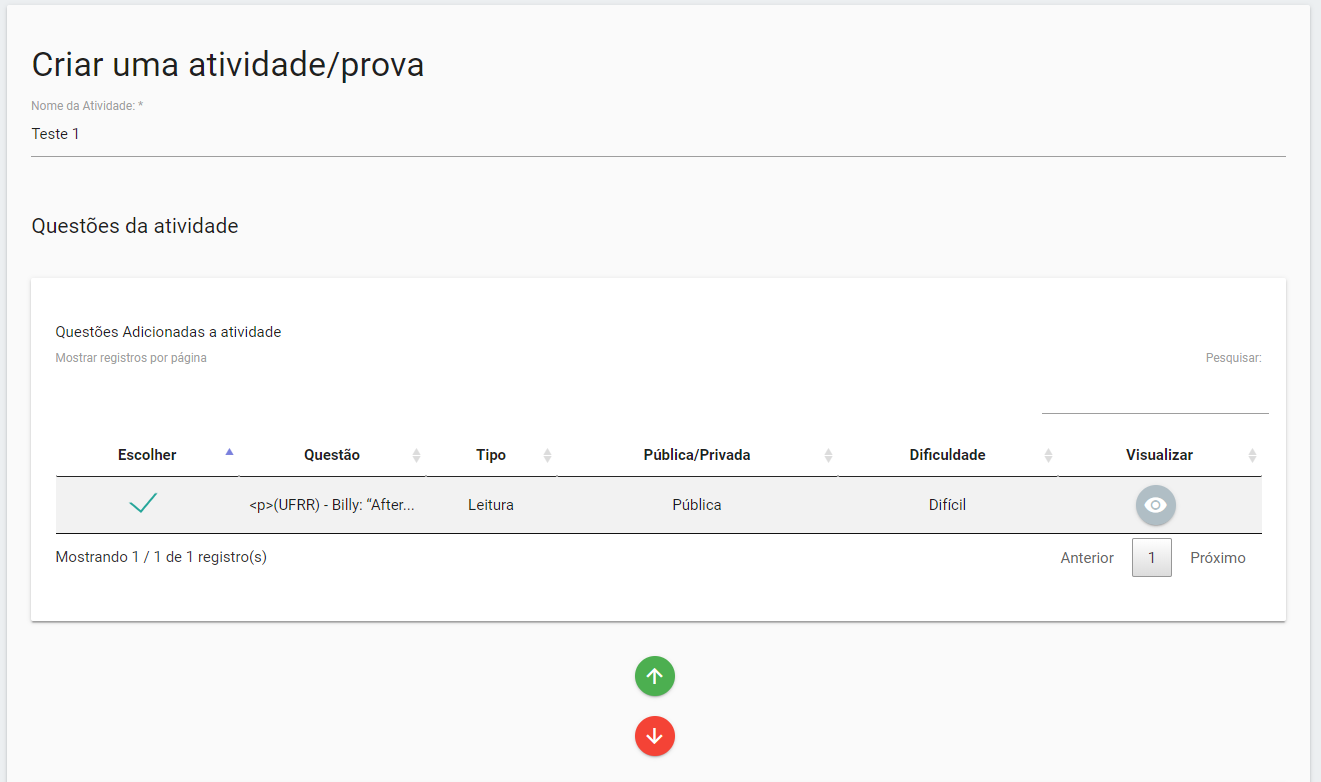 Criar uma atividade/prova
Nome da Atividade: *
Teste 1
Questões da atividade
Questões Adicionadas a atividade
Mostrar registros por página
Pesquisar:
Escolher Questão Tipo Pública/Privada Dificuldade Visualizar
<p>(UFRR) - Billy: “After... Leitura Pública Difícil
Mostrando 1 / 1 de 1 registro(s)
Anterior 1 Próximo